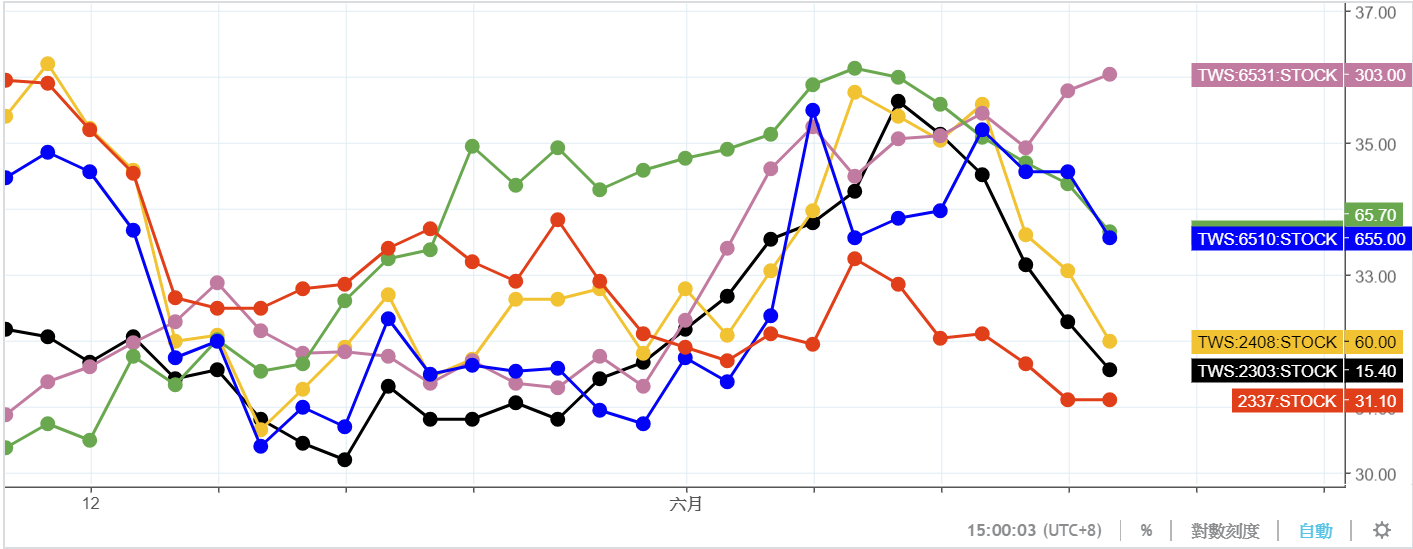 37.00
TWS:6531:STOCK 303.00
35.00
65.70
TWS:6510:STOCK 655.00
33.00
TWS:2408:STOCK 60.00
TWS:2303:STOCK 15.40
2337:STOCK 31.10
30.00
12 六月
15:00:03 (UTC+8) % 對數刻度 自動